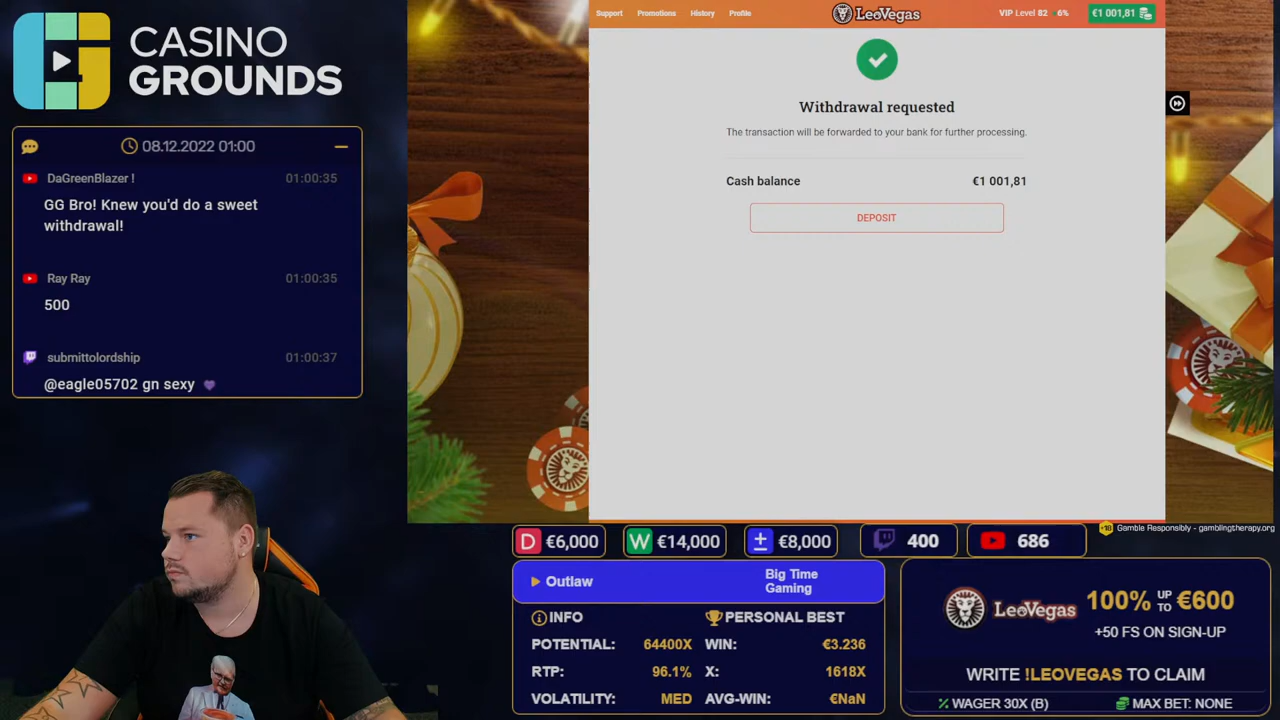 CASINO
GROUNDS
08.12.2022 01:00
DaGreenBlazer !
01:00:35
GG Bro! Knew you'd do a sweet
withdrawal!
Ray Ray
01:00:35
500
submittolordship
01:00:37
@eagle05702 gn sexy
Support Promotions History Profile
LeoVegas
VIP Level 82 6%
€1 001,81
Withdrawal requested
The transaction will be forwarded to your bank for further processing.
Cash balance €1 001,81
DEPOSIT
D €6,000
W €14,000
± €8,000
400
686
+18 Gamble Responsibly - gamblingtherapy.org
Outlaw
Big Time
Gaming
INFO
POTENTIAL: 64400X
RTP: 96.1%
VOLATILITY: MED
PERSONAL BEST
WIN: €3.236
X: 1618X
AVG-WIN: €NaN
LeoVegas
100% UP TO €600
+50 FS ON SIGN-UP
WRITE !LEOVEGAS TO CLAIM
WAGER 30X (B)
MAX BET: NONE